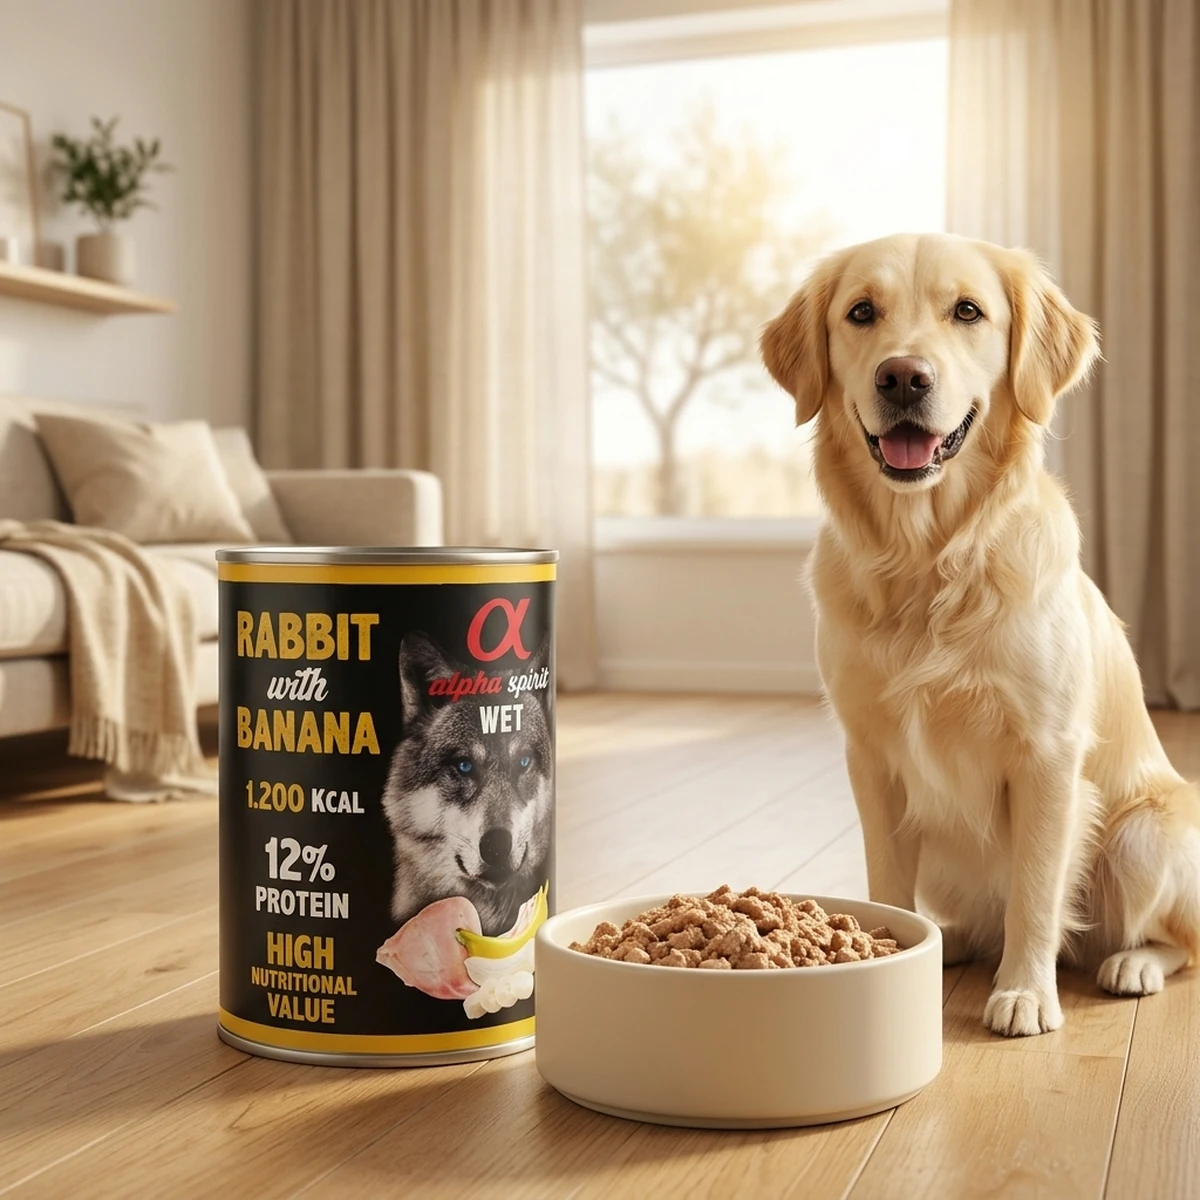 RABBIT
with
BANANA
1.200 KCAL
12%
PROTEIN
HIGH
NUTRITIONAL
VALUE
α
alpha spirit
WET